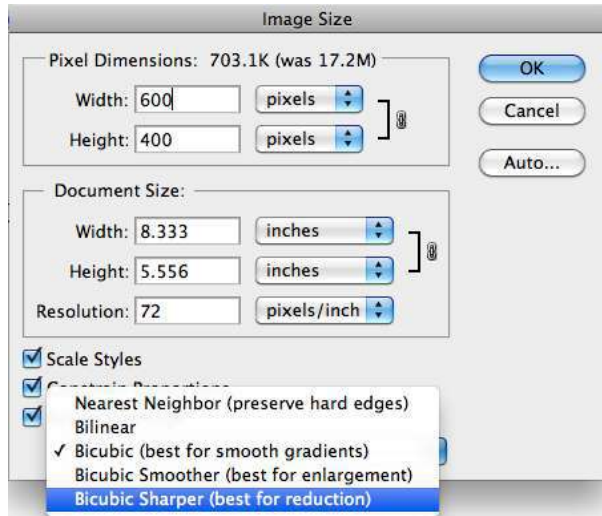 Image Size
Pixel Dimensions: 703.1K (was 17.2M)
Width: 600 pixels
Height: 400 pixels
OK
Cancel
Auto...
Document Size:
Width: 8.333 inches
Height: 5.556 inches
Resolution: 72 pixels/inch
Scale Styles
Constrain Proportions
Nearest Neighbor (preserve hard edges)
Bilinear
✓ Bicubic (best for smooth gradients)
Bicubic Smoother (best for enlargement)
Bicubic Sharper (best for reduction)